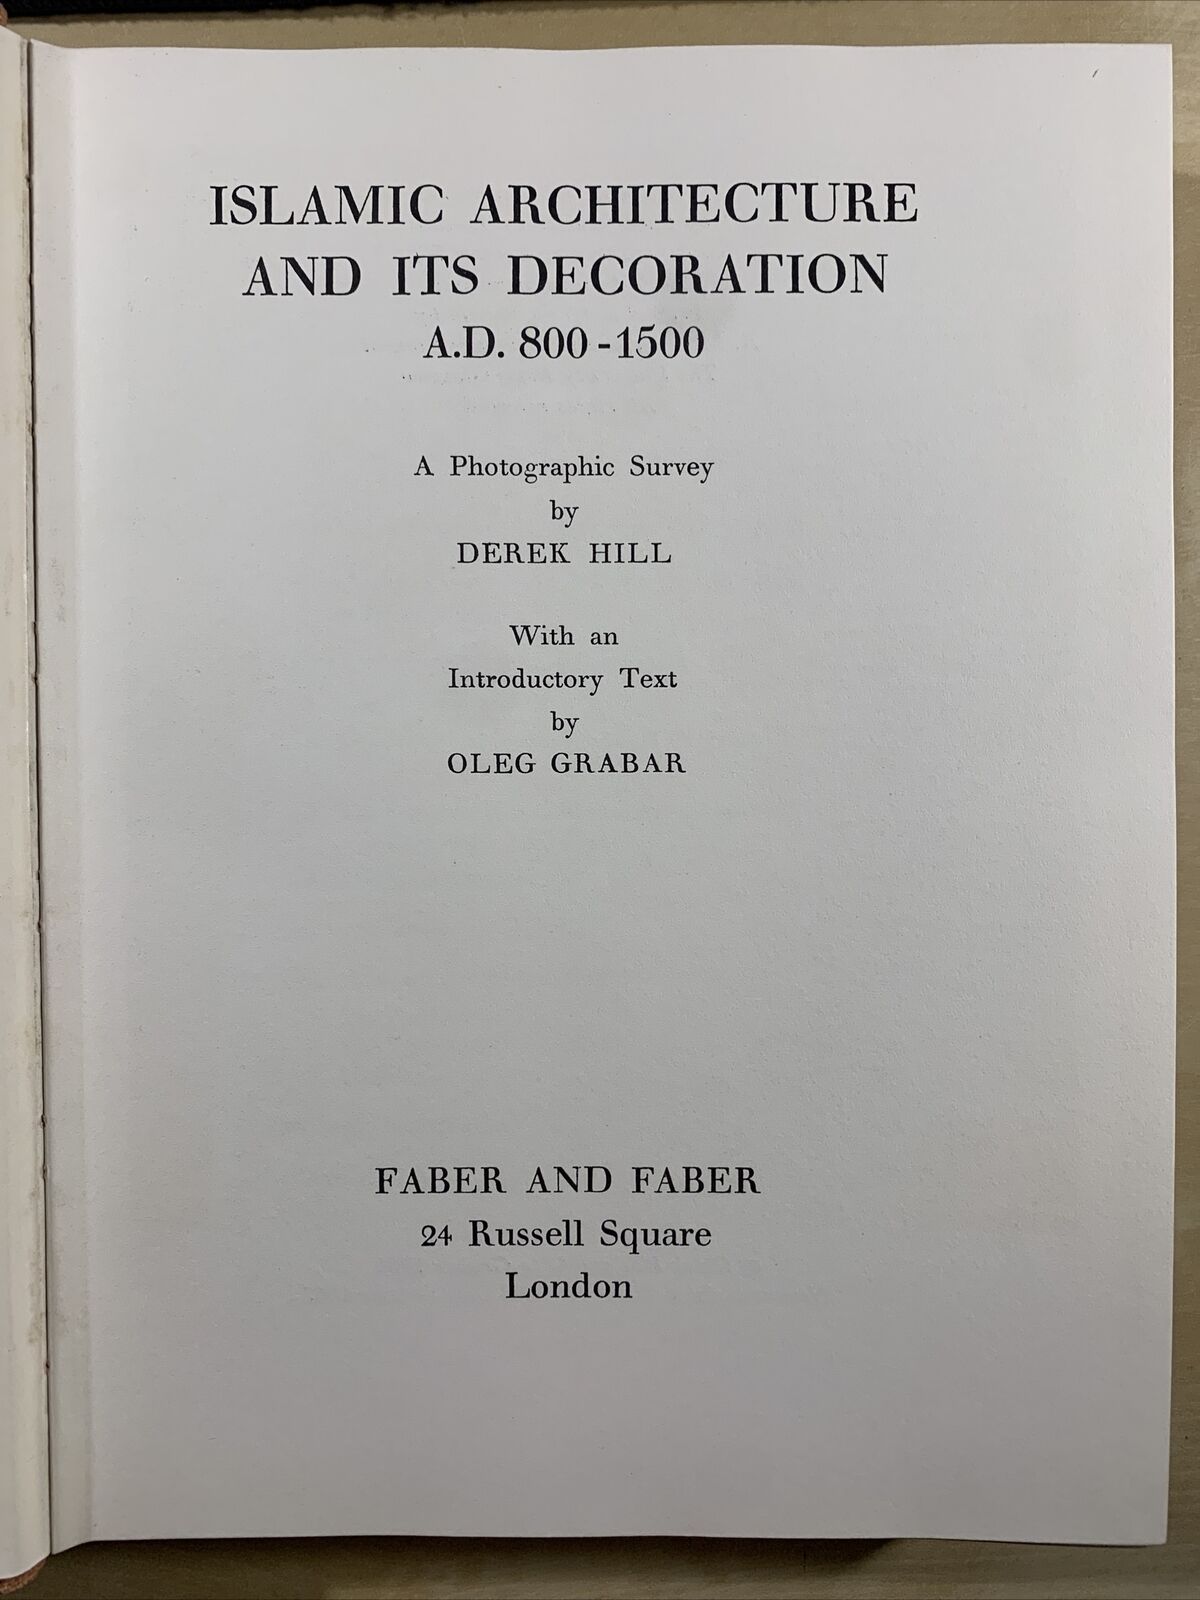 ISLAMIC ARCHITECTURE
AND ITS DECORATION
A.D. 800-1500
A Photographic Survey
by
DEREK HILL
With an
Introductory Text
by
OLEG GRABAR
FABER AND FABER
24 Russell Square
London